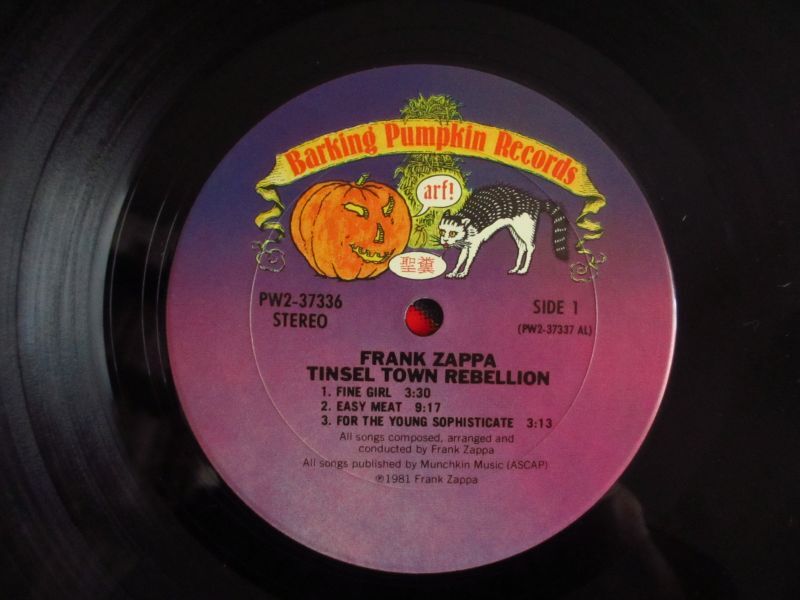 Barking Pumpkin Records
arf!
聖糞
PW2-37336
STEREO
SIDE 1
(PW2-37337 AL)
FRANK ZAPPA
TINSEL TOWN REBELLION
1. FINE GIRL 3:30
2. EASY MEAT 9:17
3. FOR THE YOUNG SOPHISTICATE 3:13
All songs composed, arranged and
conducted by Frank Zappa
All songs published by Munchkin Music (ASCAP)
℗1981 Frank Zappa